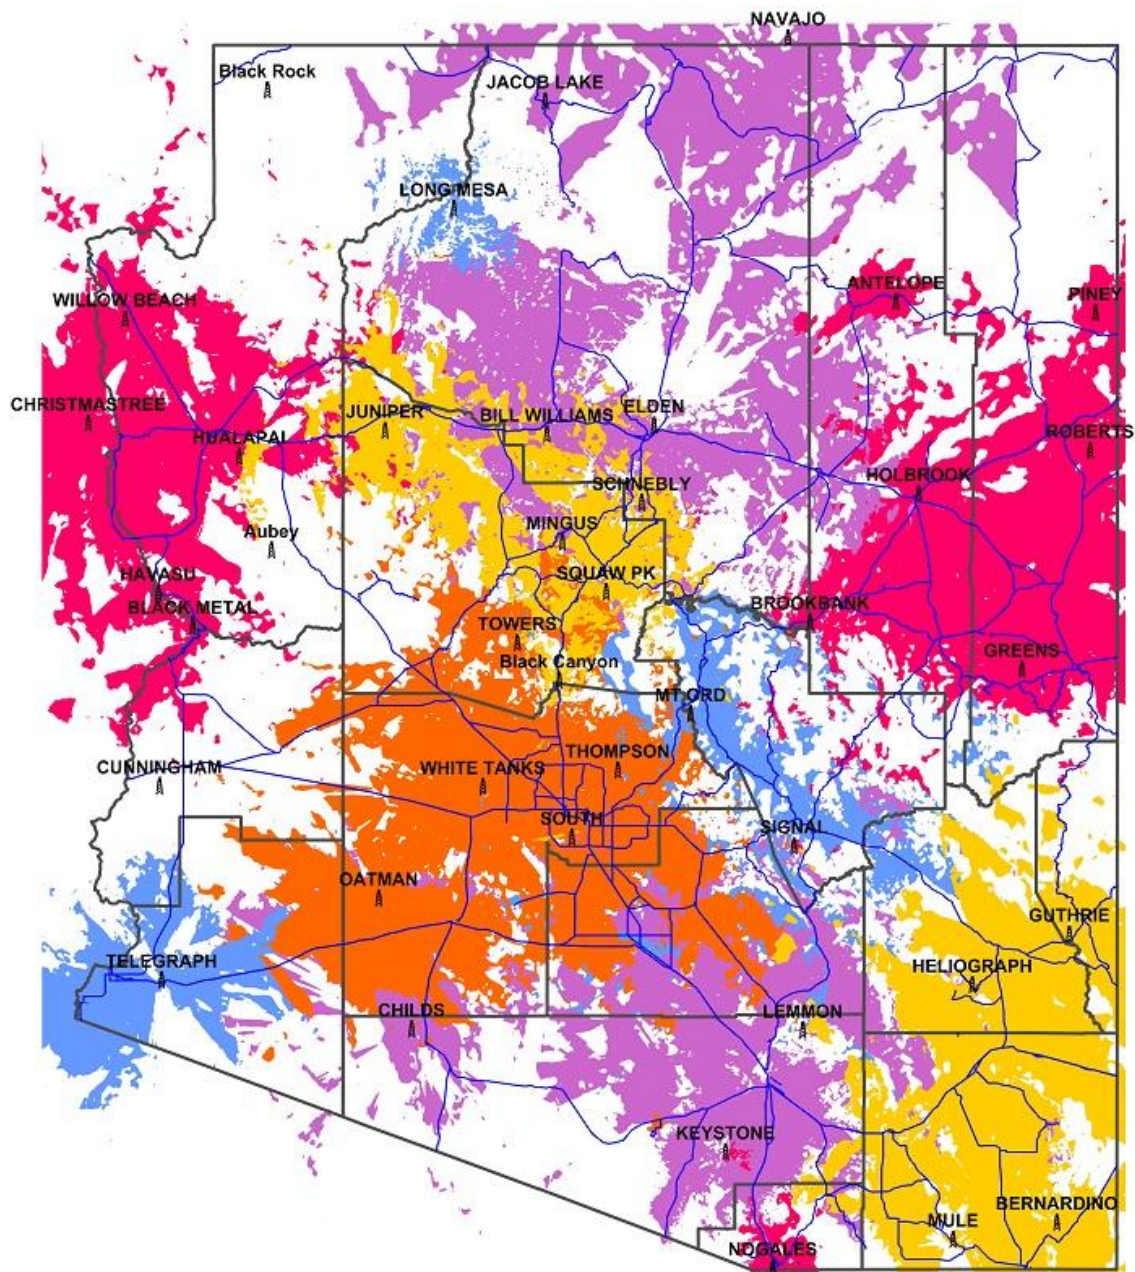 NAVAJO
Black Rock
JACOB LAKE
LONG MESA
ANTELOPE
PINEY
WILLOW BEACH
CHRISTMASTREE
JUNIPER
BILL WILLIAMS
ELDEN
HUALAPAI
ROBERTS
HOLBROOK
SCHNEBLY
MINGUS
Aubey
SQUAW PK
HAVASU
BLACK METAL
BROOKBANK
TOWERS
Black Canyon
GREENS
MT ORD
THOMPSON
CUNNINGHAM
WHITE TANKS
SOUTH
SIGNAL
OATMAN
GUTHRIE
TELEGRAPH
HELIOGRAPH
CHILDS
LEMMON
KEYSTONE
BERNARDINO
MULE
NOGALES